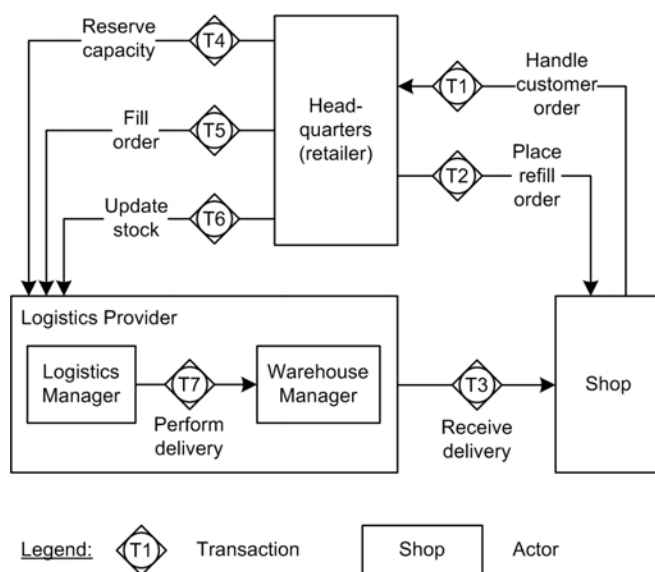 Reserve
capacity
T4
Fill
order
T5
Update
stock
T6
Head-
quarters
(retailer)
T1
Handle
customer
order
T2
Place
refill
order
Logistics Provider
Logistics
Manager
T7
Perform
delivery
Warehouse
Manager
T3
Receive
delivery
Shop
Legend:
T1
Transaction
Shop
Actor